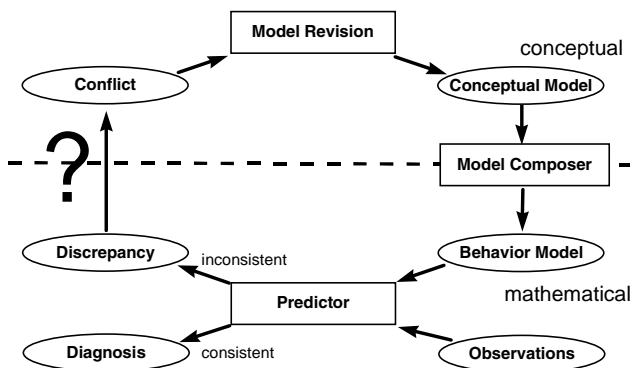 Model Revision
conceptual
Conflict
Conceptual Model
?
Model Composer
Discrepancy
inconsistent
Behavior Model
Predictor
mathematical
Diagnosis
consistent
Observations